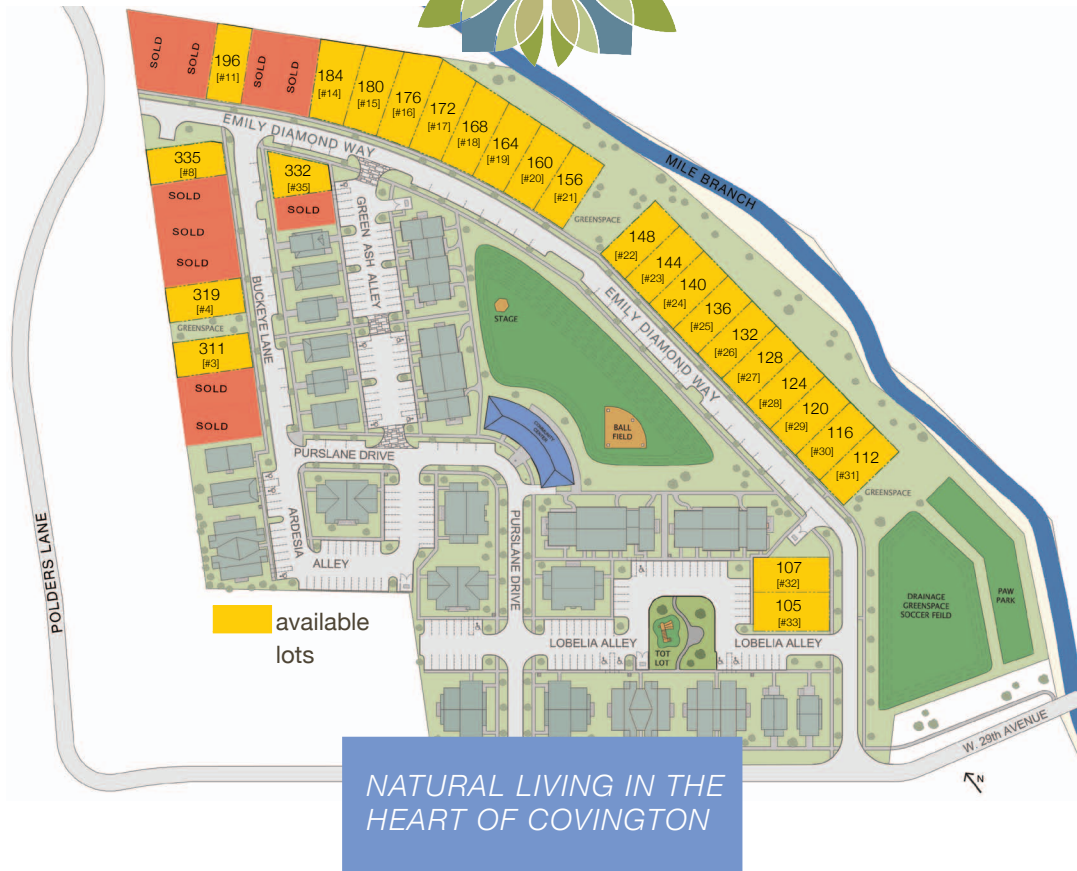 SOLD
SOLD
196
[#11]
SOLD
SOLD
184
[#14]
180
[#15]
176
[#16]
172
[#17]
168
[#18]
164
[#19]
160
[#20]
156
[#21]
GREENSPACE
MILE BRANCH
EMILY DIAMOND WAY
335
[#8]
SOLD
SOLD
SOLD
319
[#4]
GREENSPACE
311
[#3]
SOLD
SOLD
332
[#35]
SOLD
GREEN ASH ALLEY
BUCKEYE LANE
148
[#22]
144
[#23]
140
[#24]
136
[#25]
132
[#26]
128
[#27]
124
[#28]
120
[#29]
116
[#30]
112
[#31]
GREENSPACE
EMILY DIAMOND WAY
STAGE
BALL
FIELD
COMMUNITY
CENTER
PURSLANE DRIVE
PURSLANE DRIVE
ARDESIA
ALLEY
POLDERS LANE
available
lots
107
[#32]
105
[#33]
LOBELIA ALLEY
TOT
LOT
LOBELIA ALLEY
DRAINAGE
GREENSPACE
SOCCER FEILD
PAW
PARK
W. 29th AVENUE
N
NATURAL LIVING IN THE
HEART OF COVINGTON